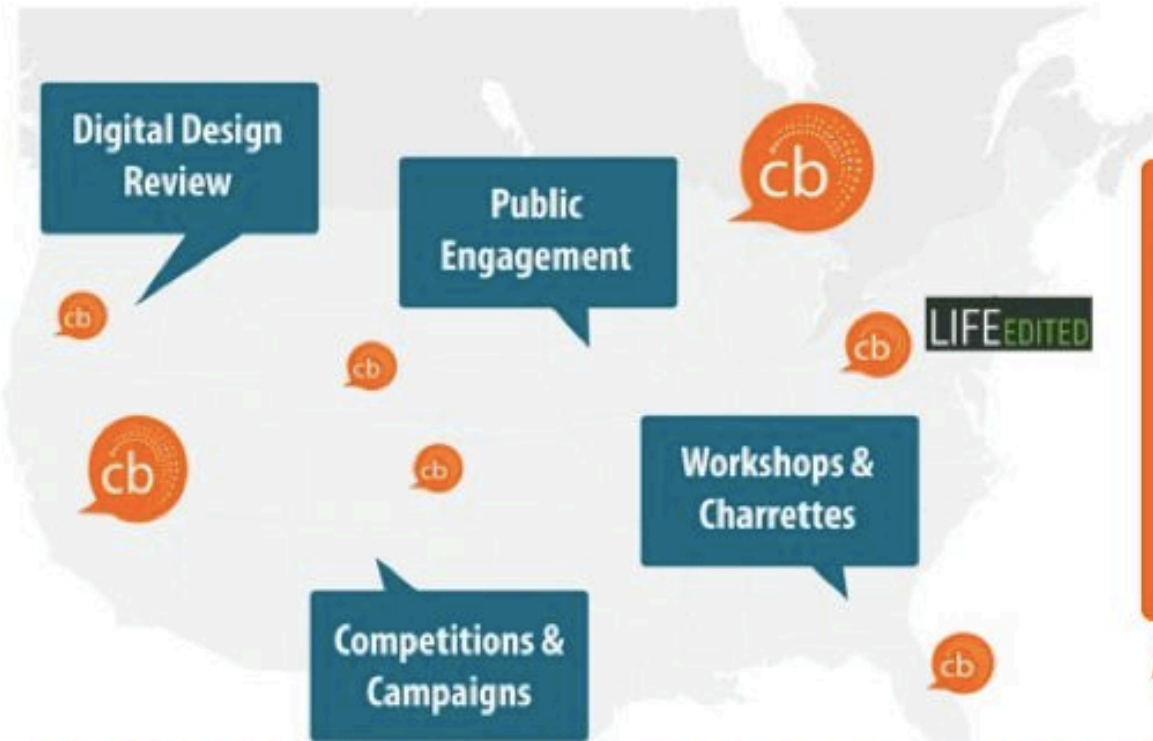 Digital Design
Review
Public
Engagement
cb
cb
cb
cb
LIFEEDITED
cb
cb
Workshops &
Charrettes
Competitions &
Campaigns
cb